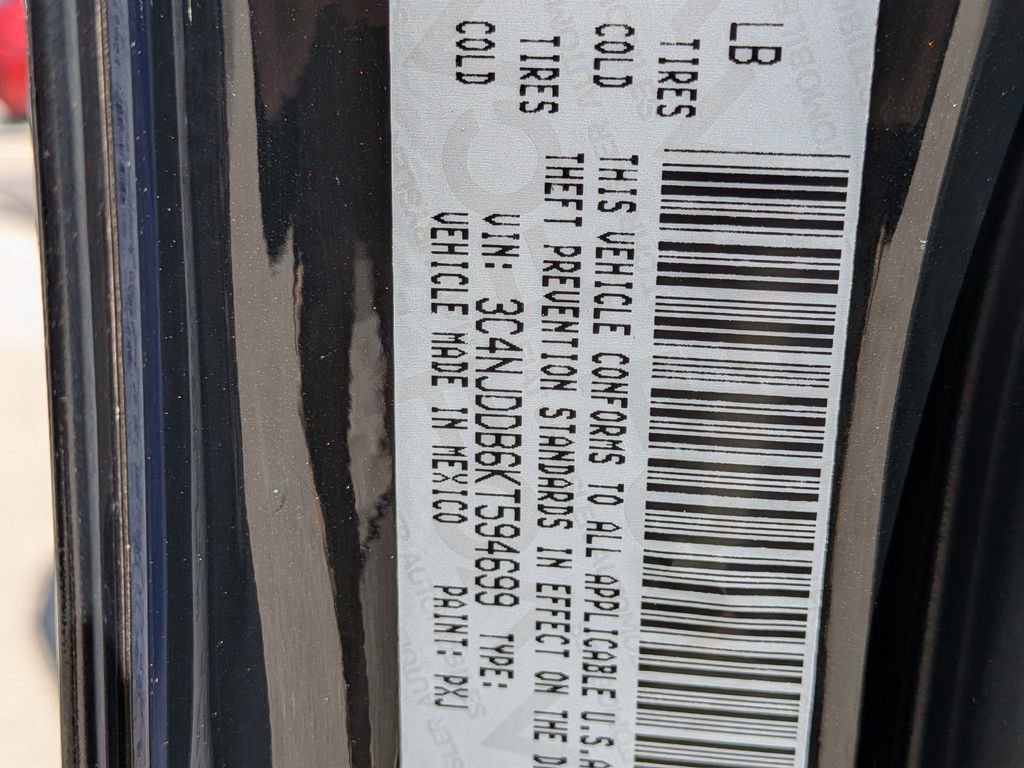 LB
TIRES
COLD
THIS VEHICLE CONFORMS TO ALL APPLICABLE U.S.A
THEFT PREVENTION STANDARDS IN EFFECT ON THE
TIRES
VIN: 3C4NJDDB6KT594699 TYPE:
COLD
VEHICLE MADE IN MEXICO PAINT: PXJ